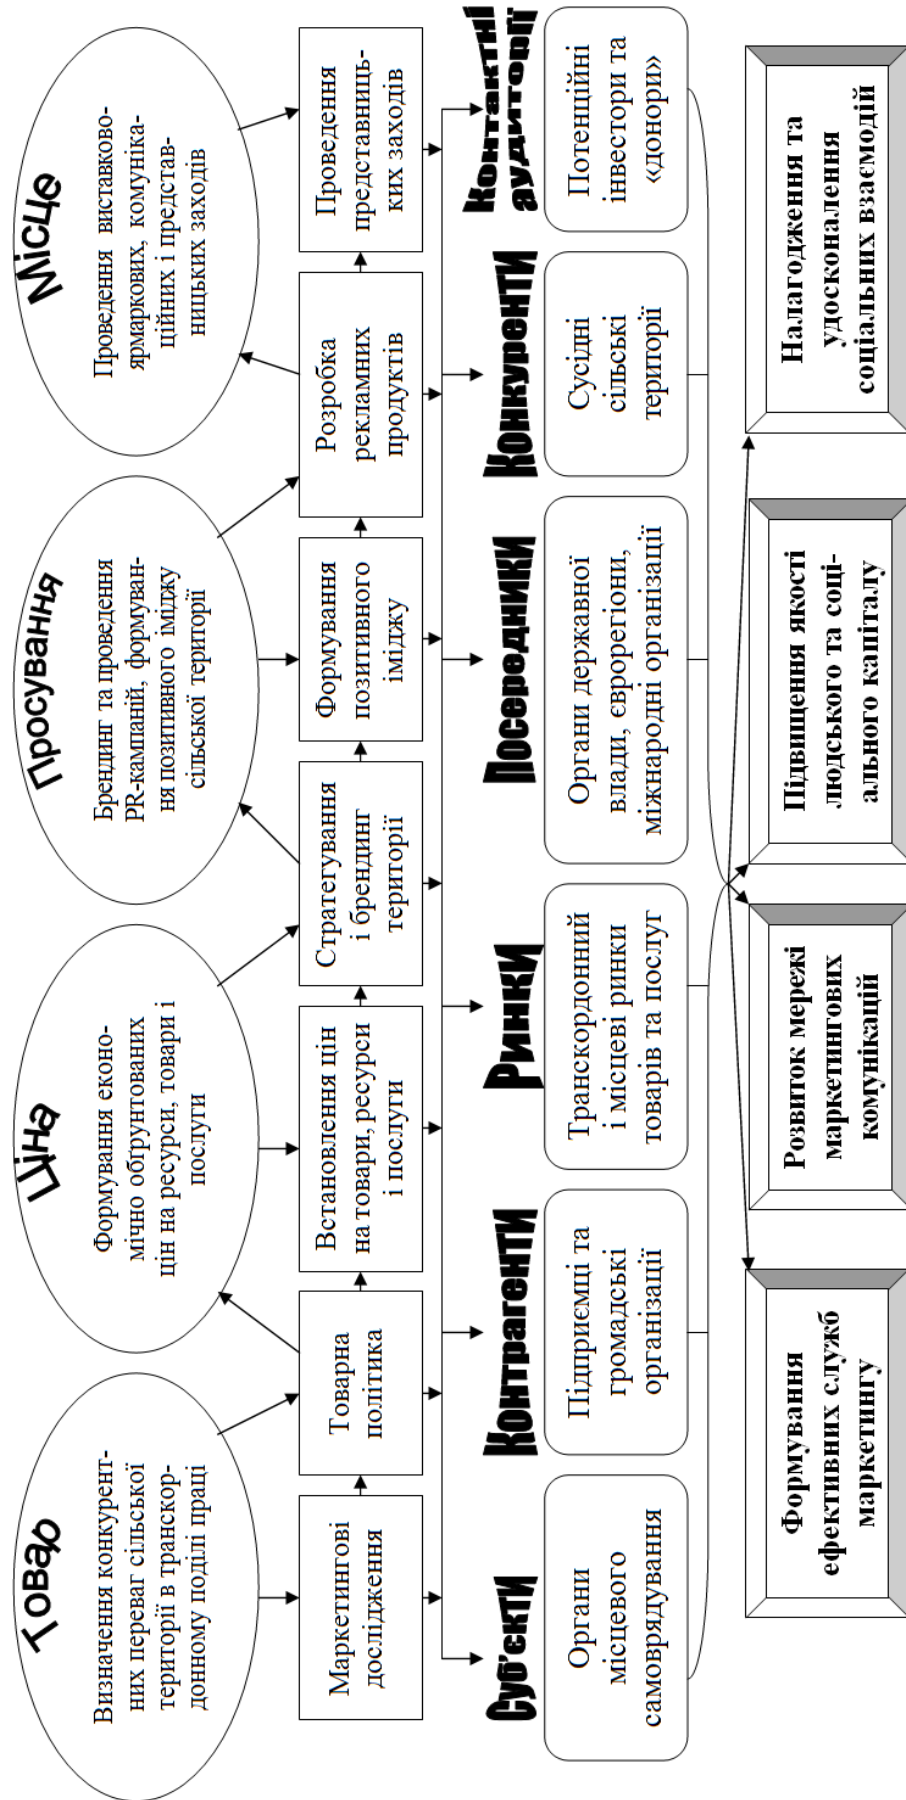 Товар
Визначення конкурент-
них переваг сільської
території в транскор-
донному поділі праці
Ціна
Формування еконо-
мічно обґрунтованих
цін на ресурси, товари і
послуги
Просування
Брендинг та проведення
PR-кампаній, формуван-
ня позитивного іміджу
сільської території
Місце
Проведення виставково-
ярмаркових, комуніка-
ційних і представ-
ницьких заходів
Маркетингові
дослідження
Товарна
політика
Встановлення цін
на товари, ресурси
і послуги
Стратегування
і брендинг
території
Формування
позитивного
іміджу
Розробка
рекламних
продуктів
Проведення
представниць-
ких заходів
Суб'єкти
Контрагенти
Ринки
Посередники
Конкуренти
Контактні
аудиторії
Органи
місцевого
самоврядування
Підприємці та
громадські
організації
Транскордонний
і місцеві ринки
товарів та послуг
Органи державної
влади, єврорегіони,
міжнародні організації
Сусідні
сільські
території
Потенційні
інвестори та
«донори»
Формування
ефективних служб
маркетингу
Розвиток мережі
маркетингових
комунікацій
Підвищення якості
людського та соці-
ального капіталу
Налагодження та
удосконалення
соціальних взаємодій